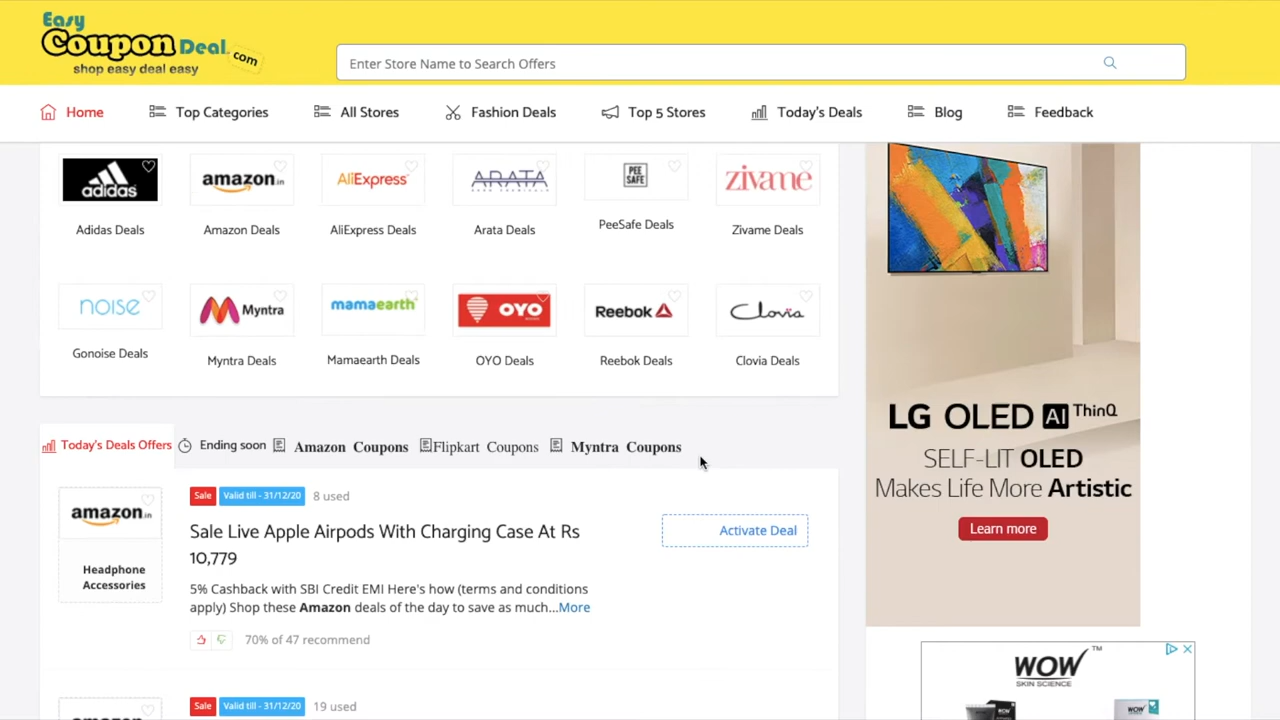 Easy
Coupon Deal.com
shop easy deal easy
Enter Store Name to Search Offers
Home
Top Categories
All Stores
Fashion Deals
Top 5 Stores
Today's Deals
Blog
Feedback
adidas
amazon.in
AliExpress
ARATA
PEE
SAFE
zivame
Adidas Deals
Amazon Deals
AliExpress Deals
Arata Deals
PeeSafe Deals
Zivame Deals
noise
Myntra
mamaearth
OYO
Reebok
Clovia
Gonoise Deals
Myntra Deals
Mamaearth Deals
OYO Deals
Reebok Deals
Clovia Deals
Today's Deals Offers
Ending soon
Amazon Coupons
Flipkart Coupons
Myntra Coupons
amazon.in
Headphone
Accessories
Sale
Valid till - 31/12/20
8 used
Sale Live Apple Airpods With Charging Case At Rs
10,779
5% Cashback with SBI Credit EMI Here's how (terms and conditions
apply) Shop these Amazon deals of the day to save as much...More
70% of 47 recommend
Activate Deal
Sale
Valid till - 31/12/20
19 used
LG OLED AI ThinQ
SELF-LIT OLED
Makes Life More Artistic
Learn more
WOW™
SKIN SCIENCE
WOW
WOW